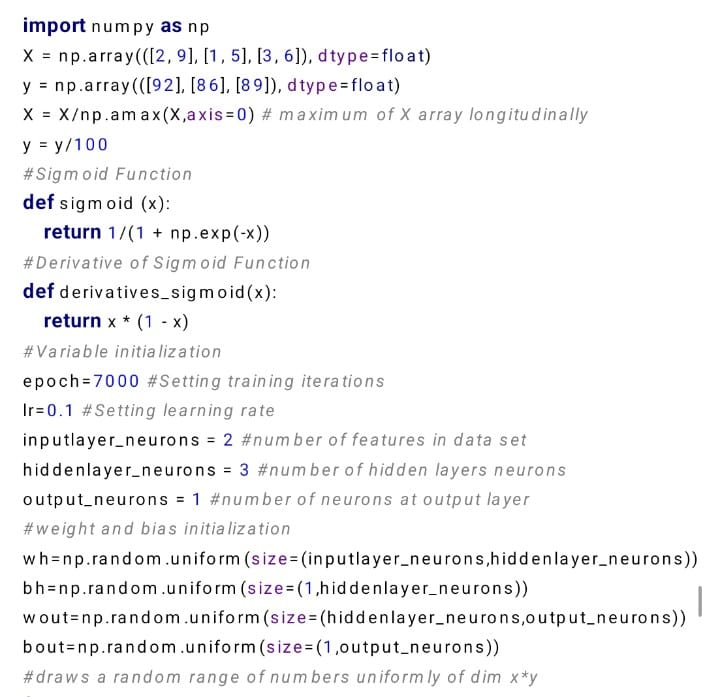 import numpy as np
X = np.array(([2, 9], [1, 5], [3, 6]), dtype=float)
y = np.array(([92], [86], [89]), dtype=float)
X = X/np.amax(X,axis=0) # maximum of X array longitudinally
y = y/100
#Sigmoid Function
def sigmoid (x):
return 1/(1 + np.exp(-x))
#Derivative of Sigmoid Function
def derivatives_sigmoid(x):
return x * (1 - x)
#Variable initialization
epoch=7000 #Setting training iterations
lr=0.1 #Setting learning rate
inputlayer_neurons = 2 #number of features in data set
hiddenlayer_neurons = 3 #number of hidden layers neurons
output_neurons = 1 #number of neurons at output layer
#weight and bias initialization
wh=np.random.uniform(size=(inputlayer_neurons,hiddenlayer_neurons))
bh=np.random.uniform(size=(1,hiddenlayer_neurons))
wout=np.random.uniform(size=(hiddenlayer_neurons,output_neurons))
bout=np.random.uniform(size=(1,output_neurons))
#draws a random range of numbers uniformly of dim x*y